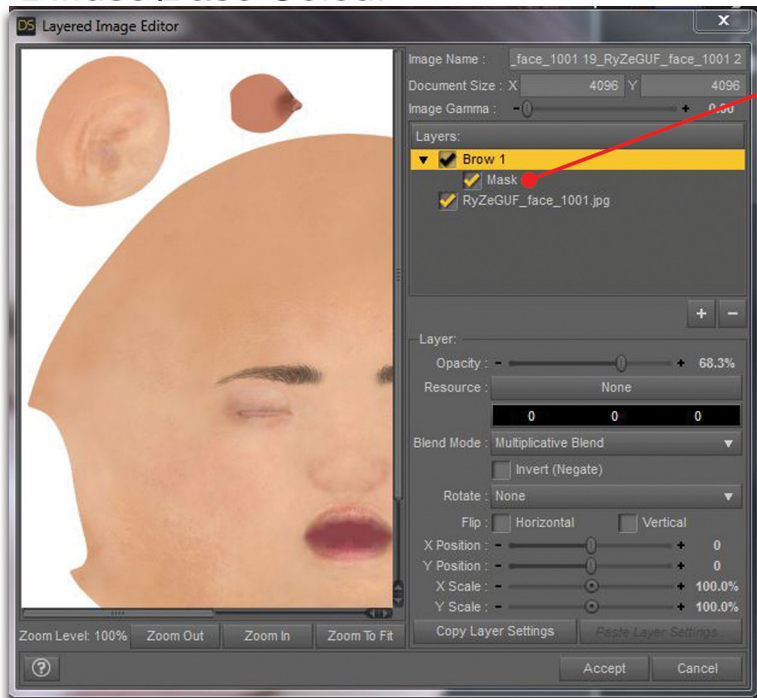 DS Layered Image Editor
x
Image Name : _face_1001 19_RyZeGUF_face_1001 2
Document Size : X 4096 Y 4096
Image Gamma : - + 0.00
Layers:
Brow 1
Mask
RyZeGUF_face_1001.jpg
+ -
Layer:
Opacity : - + 68.3%
Resource : None
0 0 0
Blend Mode : Multiplicative Blend
Invert (Negate)
Rotate : None
Flip : Horizontal Vertical
X Position : - + 0
Y Position : - + 0
X Scale : - + 100.0%
Y Scale : - + 100.0%
Zoom Level: 100% Zoom Out Zoom In Zoom To Fit
Copy Layer Settings Paste Layer Settings...
? Accept Cancel